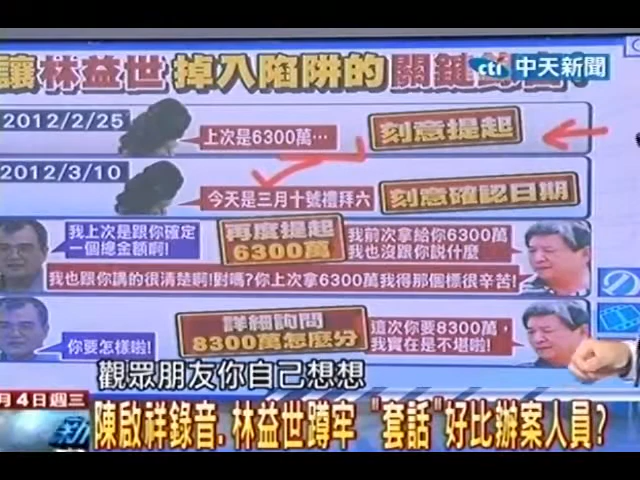 讓林益世掉入陷阱的關鍵
cti 中天新聞
2012/2/25
上次是6300萬…
刻意提起
2012/3/10
今天是三月十號禮拜六
刻意確認日期
我上次是跟你確定
一個總金額啊!
再度提起
6300萬
我前次拿給你6300萬
我也沒跟你說什麼
我也跟你講的很清楚啊!對嗎?你上次拿6300萬我得那個標很辛苦!
你要怎樣啦!
詳細詢問
8300萬怎麼分
這次你要8300萬,
我實在是不堪啦!
觀眾朋友你自己想想
月4日週三
新
陳啟祥錄音.林益世蹲牢 "套話"好比辦案人員?